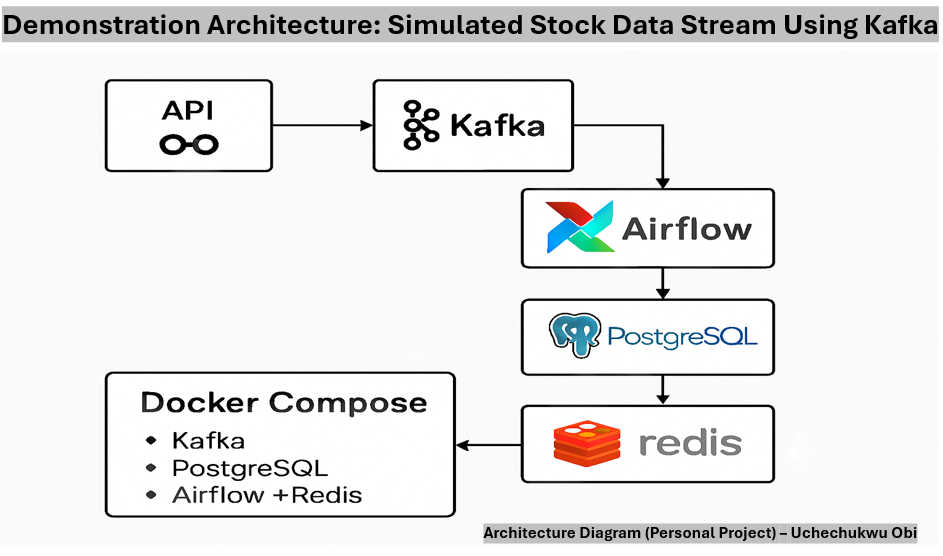 Demonstration Architecture: Simulated Stock Data Stream Using Kafka
API
Kafka
Airflow
PostgreSQL
redis
Docker Compose
• Kafka
• PostgreSQL
• Airflow +Redis
Architecture Diagram (Personal Project) – Uchechukwu Obi